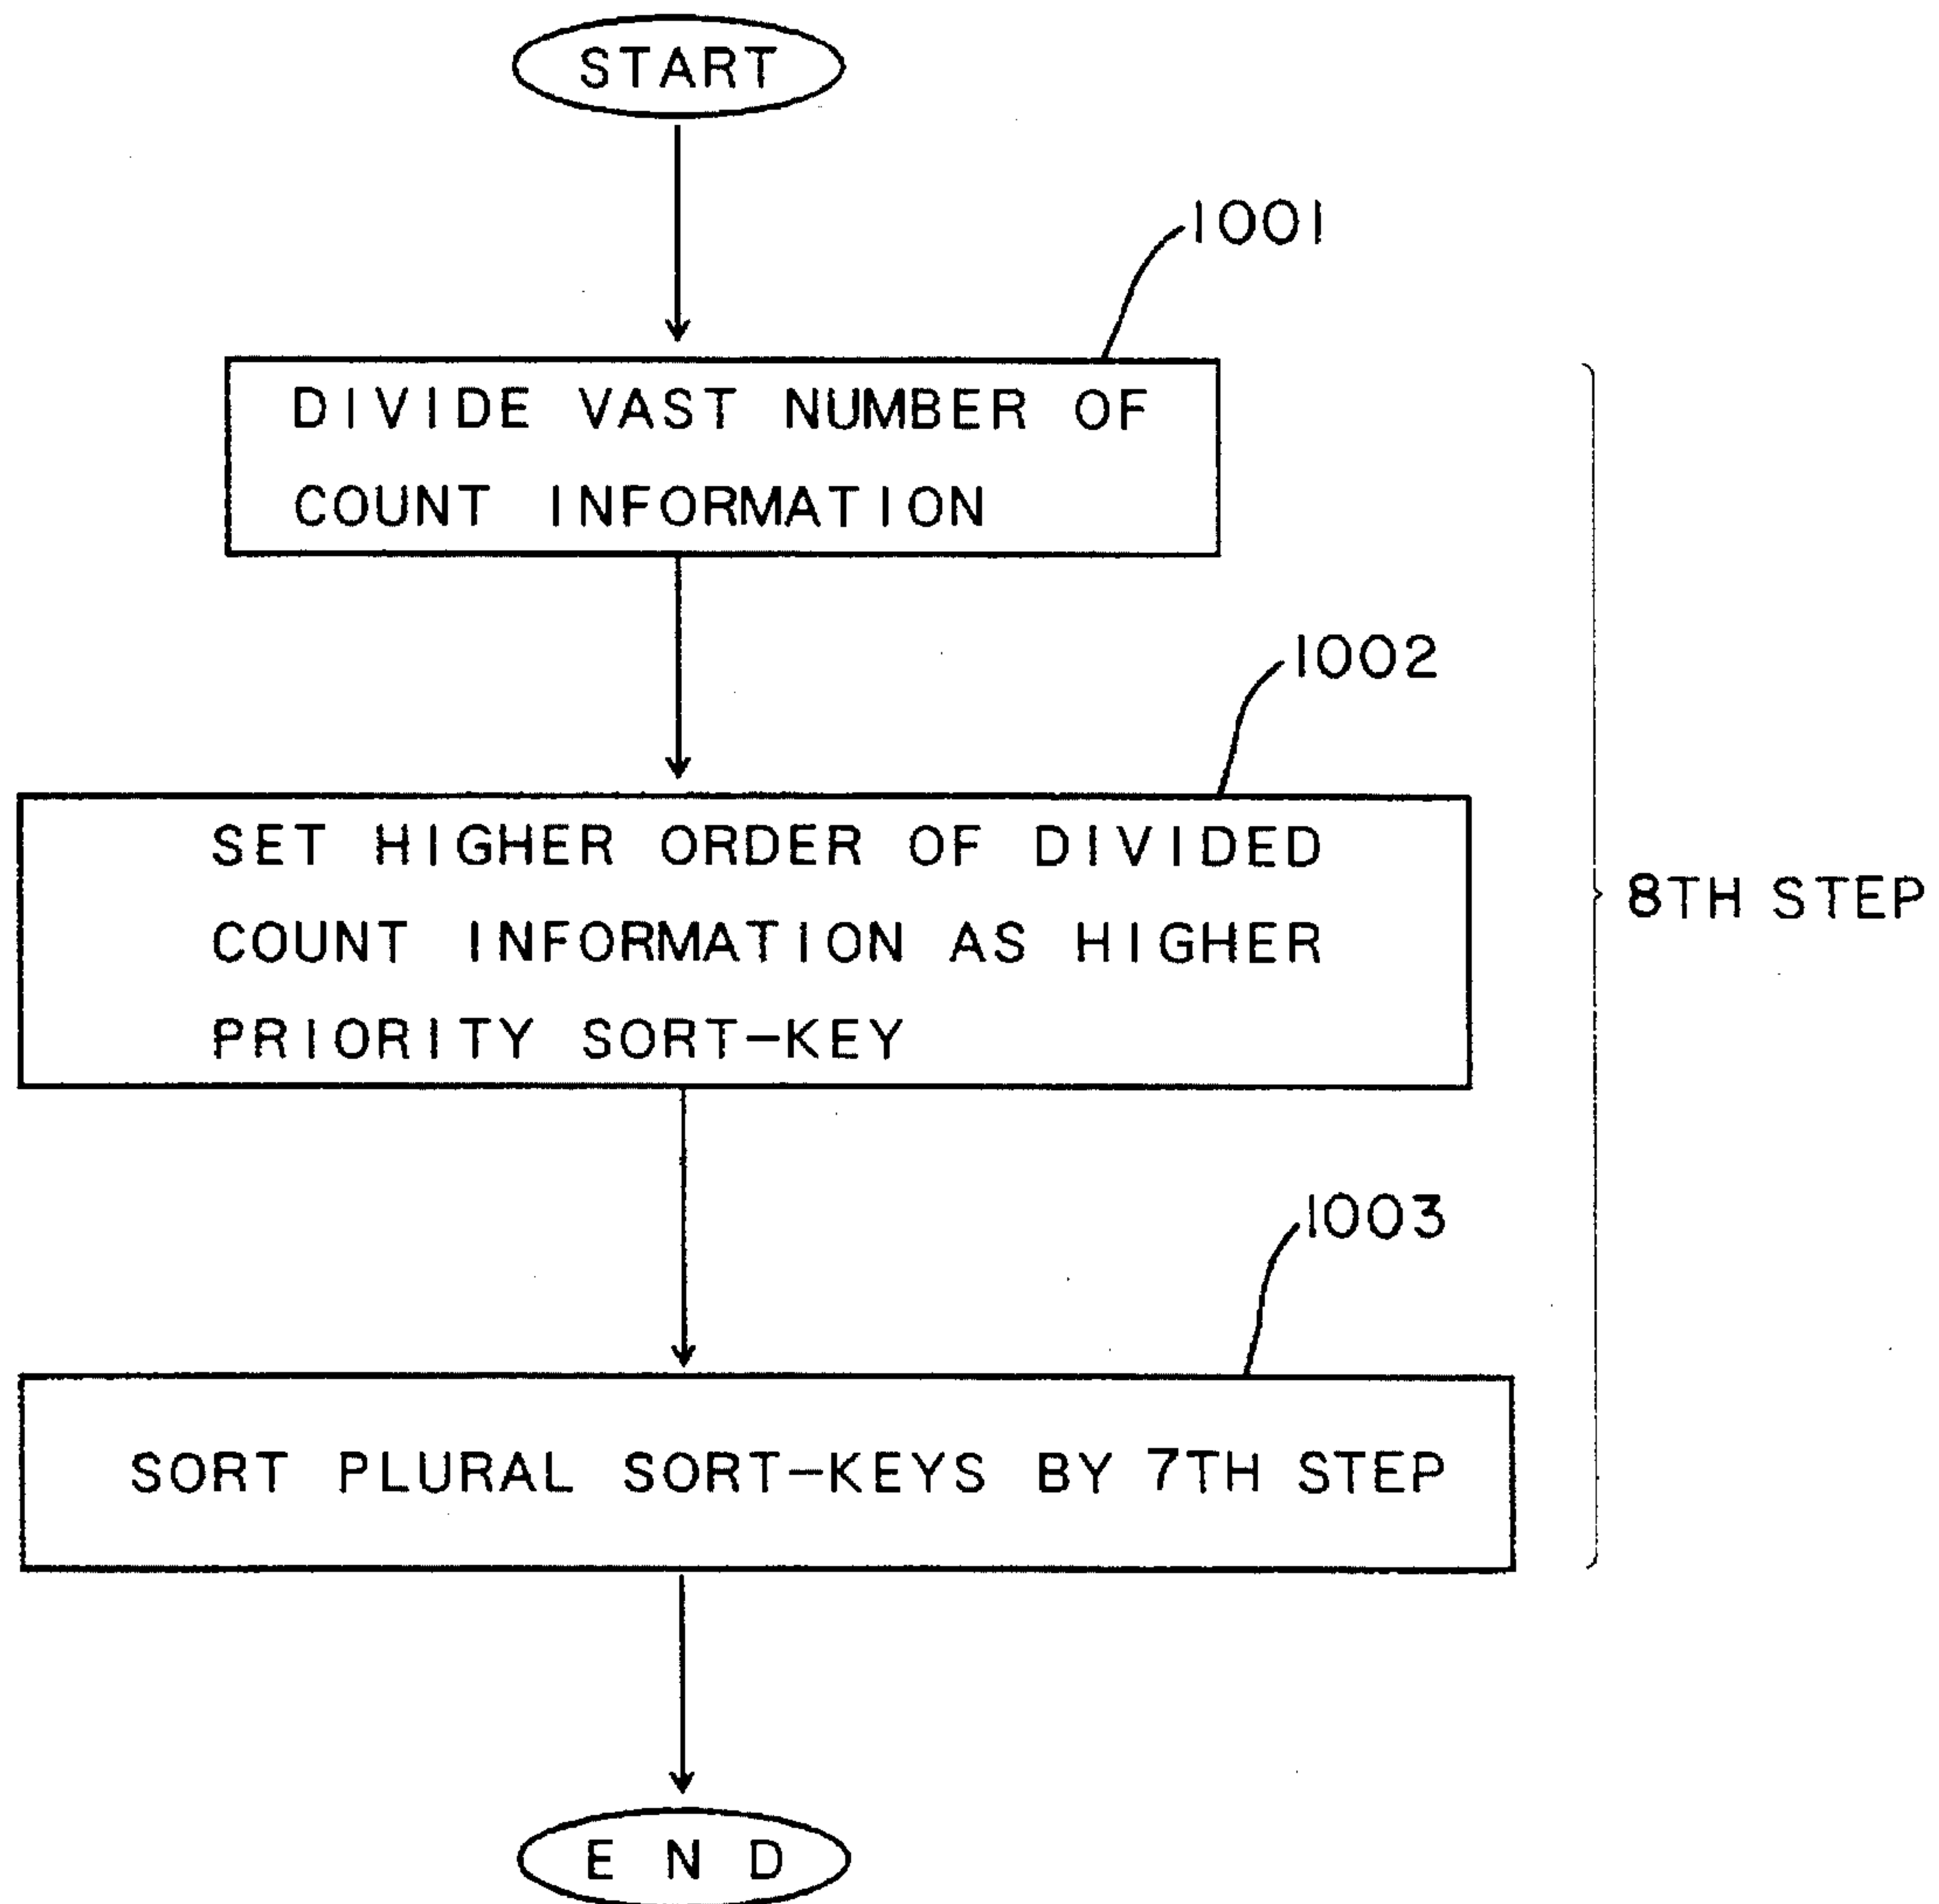 START
1001
DIVIDE VAST NUMBER OF
COUNT INFORMATION
1002
SET HIGHER ORDER OF DIVIDED
COUNT INFORMATION AS HIGHER
PRIORITY SORT-KEY
8TH STEP
1003
SORT PLURAL SORT-KEYS BY 7TH STEP
END